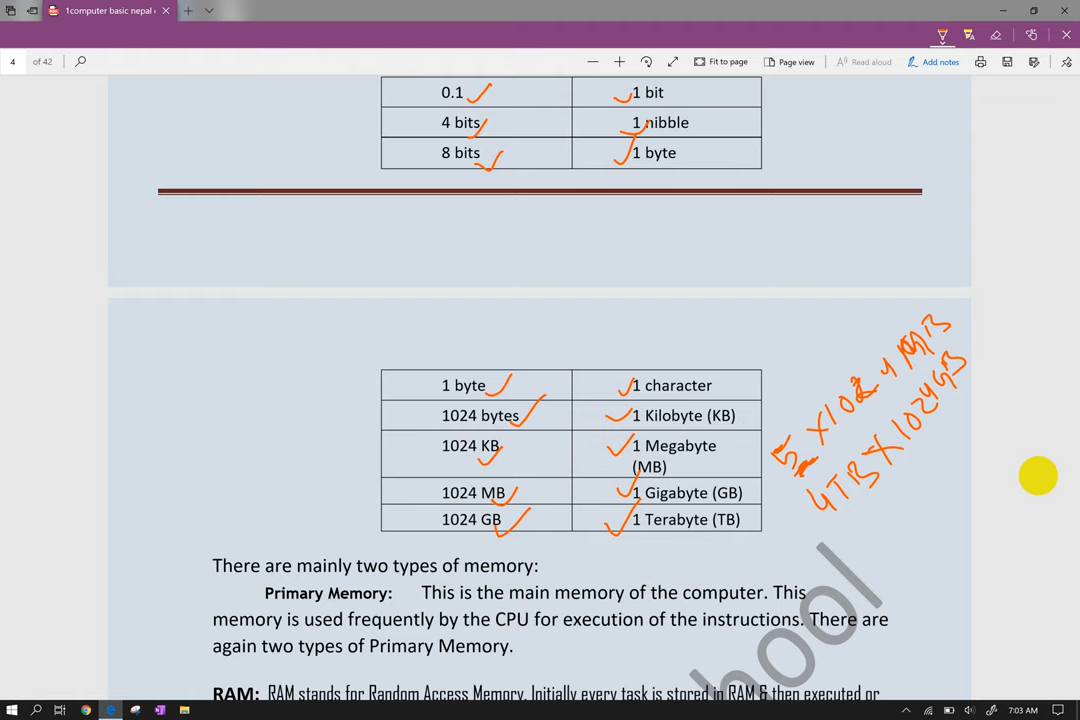 1computer basic nepal
4 of 42
Fit to page
Page view
Read aloud
Add notes
0.1 1 bit
4 bits 1 nibble
8 bits 1 byte
1 byte 1 character
1024 bytes 1 Kilobyte (KB)
1024 KB 1 Megabyte
(MB)
1024 MB 1 Gigabyte (GB)
1024 GB 1 Terabyte (TB)
5 X 1024 MB
4TB X 1024GB
There are mainly two types of memory:
Primary Memory: This is the main memory of the computer. This
memory is used frequently by the CPU for execution of the instructions. There are
again two types of Primary Memory.
hool
RAM: RAM stands for Random Access Memory. Initially every task is stored in RAM & then executed or
7:03 AM